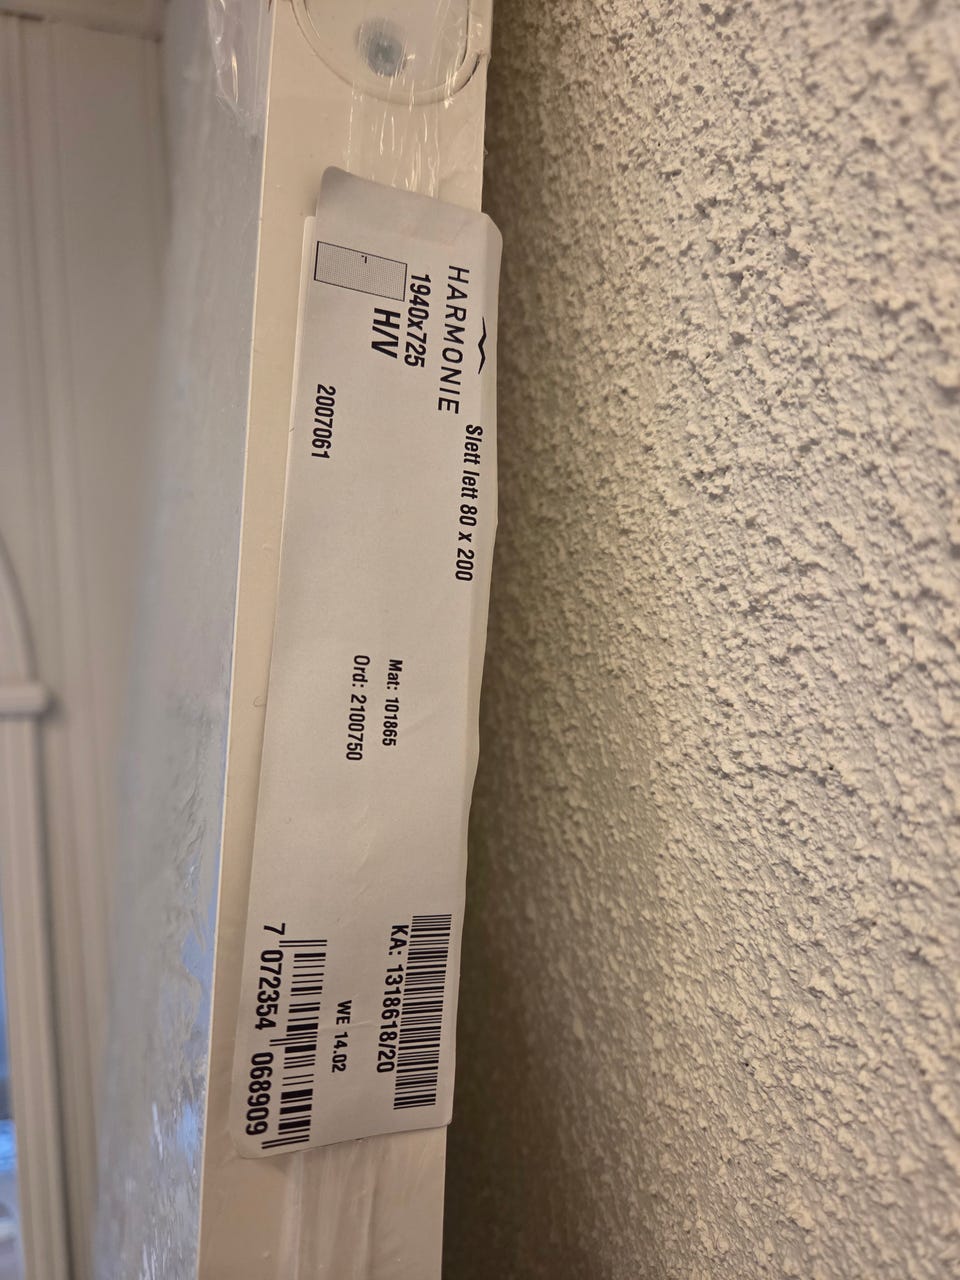 HARMONIE
Slett lett 80 x 200
1940x725
H/V
2007061
Mat: 101865
Ord: 2100750
KA: 1318618/20
WE 14.02
7 072354 068909